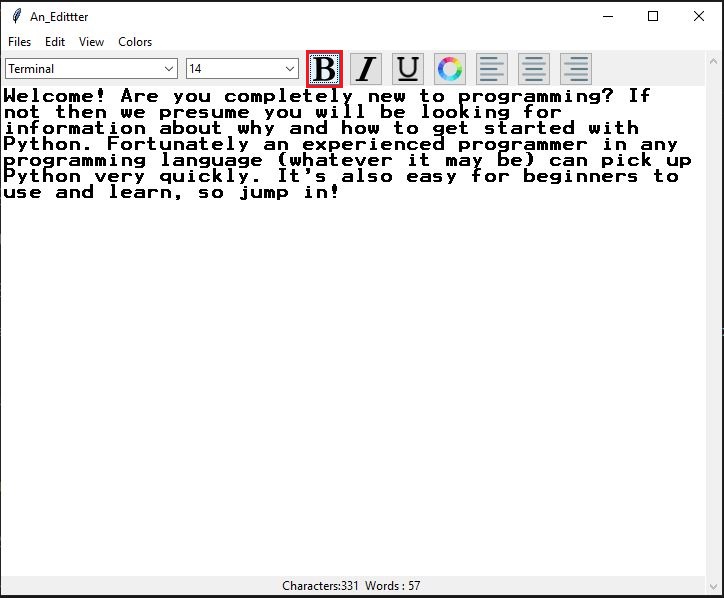 An_Edittter
Files Edit View Colors
Terminal 14 B I U
Welcome! Are you completely new to programming? If
not then we presume you will be looking for
information about why and how to get started with
Python. Fortunately an experienced programmer in any
programming language (whatever it may be) can pick up
Python very quickly. It's also easy for beginners to
use and learn, so jump in!
Characters:331 Words : 57